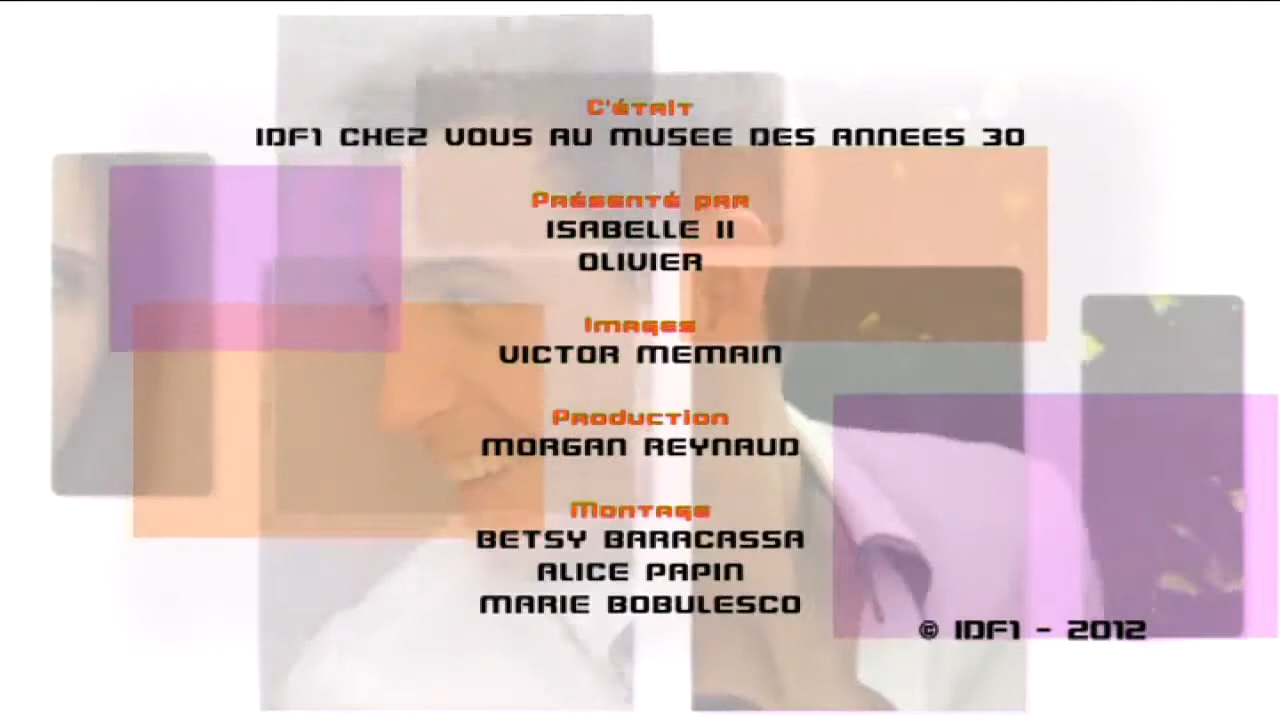 C'était
IDF1 CHEZ VOUS AU MUSEE DES ANNEES 30
Présenté par
ISABELLE II
OLIVIER
Images
VICTOR MEMAIN
Production
MORGAN REYNAUD
Montage
BETSY BARACASSA
ALICE PAPIN
MARIE BOBULESCO
© IDF1 - 2012